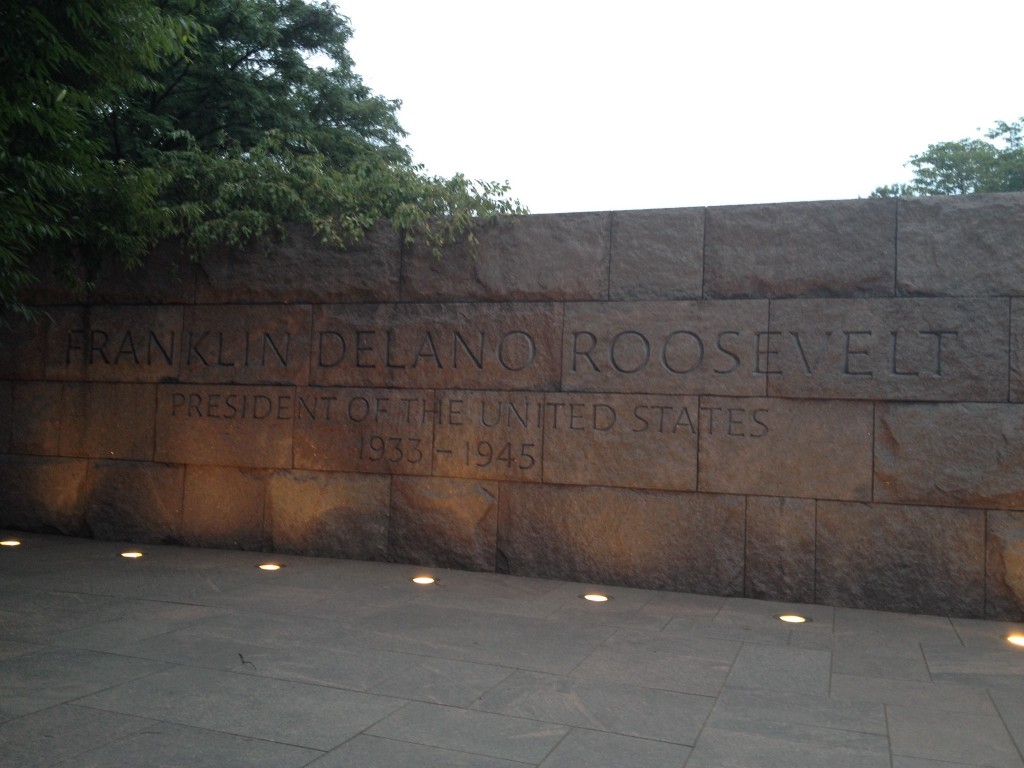 FRANKLIN DELANO ROOSEVELT
PRESIDENT OF THE UNITED STATES
1933 - 1945